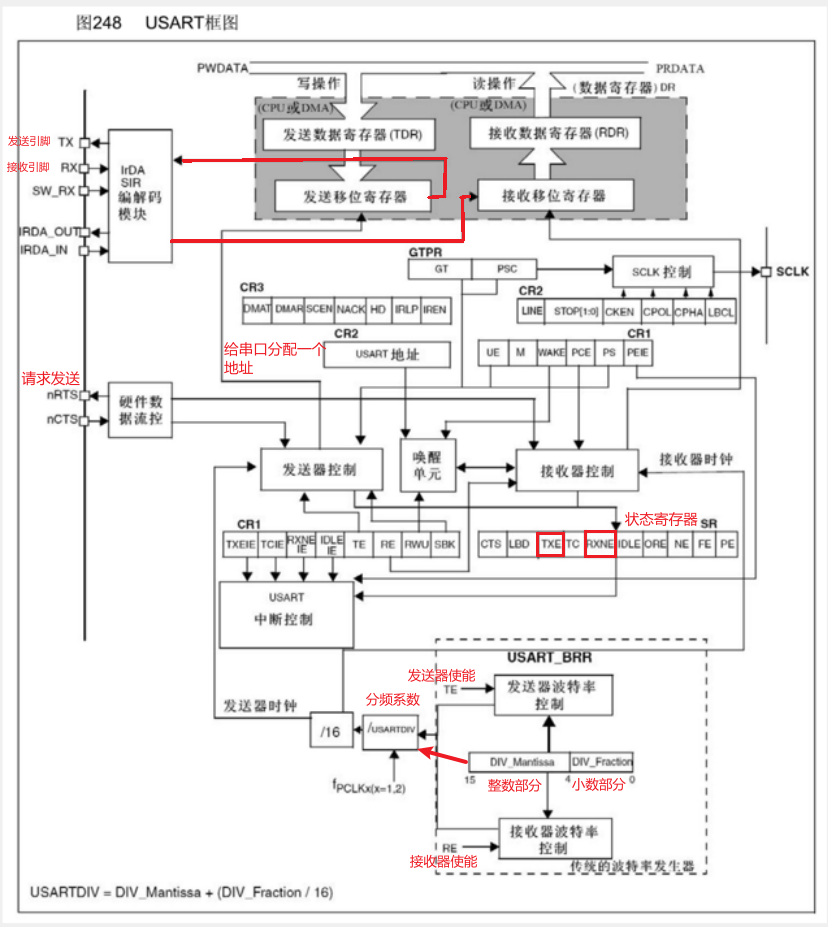 图248 USART框图
PWDATA
PRDATA
写操作
读操作
(数据寄存器) DR
(CPU或DMA)
(CPU或DMA)
发送数据寄存器(TDR)
接收数据寄存器(RDR)
发送移位寄存器
接收移位寄存器
发送引脚 TX
接收引脚 RX
SW_RX
IRDA_OUT
IRDA_IN
IrDA
SIR
编解码
模块
GTPR
GT PSC
SCLK 控制
SCLK
CR3
DMAT DMAR SCEN NACK HD IRLP IREN
CR2
LINE STOP[1:0] CKEN CPOL CPHA LBCL
CR2
USART 地址
给串口分配一个
地址
CR1
UE M WAKE PCE PS PEIE
请求发送
nRTS
nCTS
硬件数
据流控
发送器控制
唤醒
单元
接收器控制
接收器时钟
CR1
TXEIE TCIE RXNE
IE IDLE
IE TE RE RWU SBK
状态寄存器 SR
CTS LBD TXE TC RXNE IDLE ORE NE FE PE
USART
中断控制
USART_BRR
发送器使能
TE
发送器波特率
控制
发送器时钟
分频系数
/16
/USARTDIV
fPCLKx(x=1,2)
DIV_Mantissa DIV_Fraction
15 4 0
整数部分 小数部分
接收器波特率
控制
RE
接收器使能
传统的波特率发生器
USARTDIV = DIV_Mantissa + (DIV_Fraction / 16)